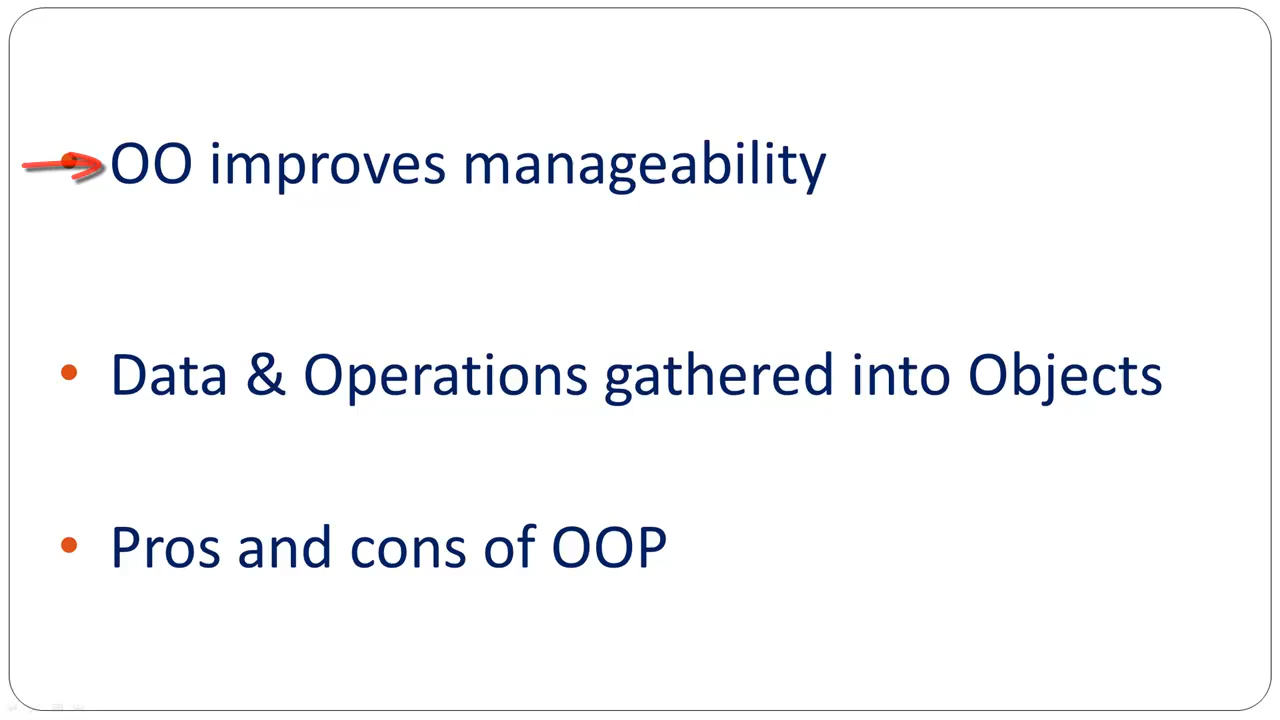 OO improves manageability
• Data & Operations gathered into Objects
• Pros and cons of OOP